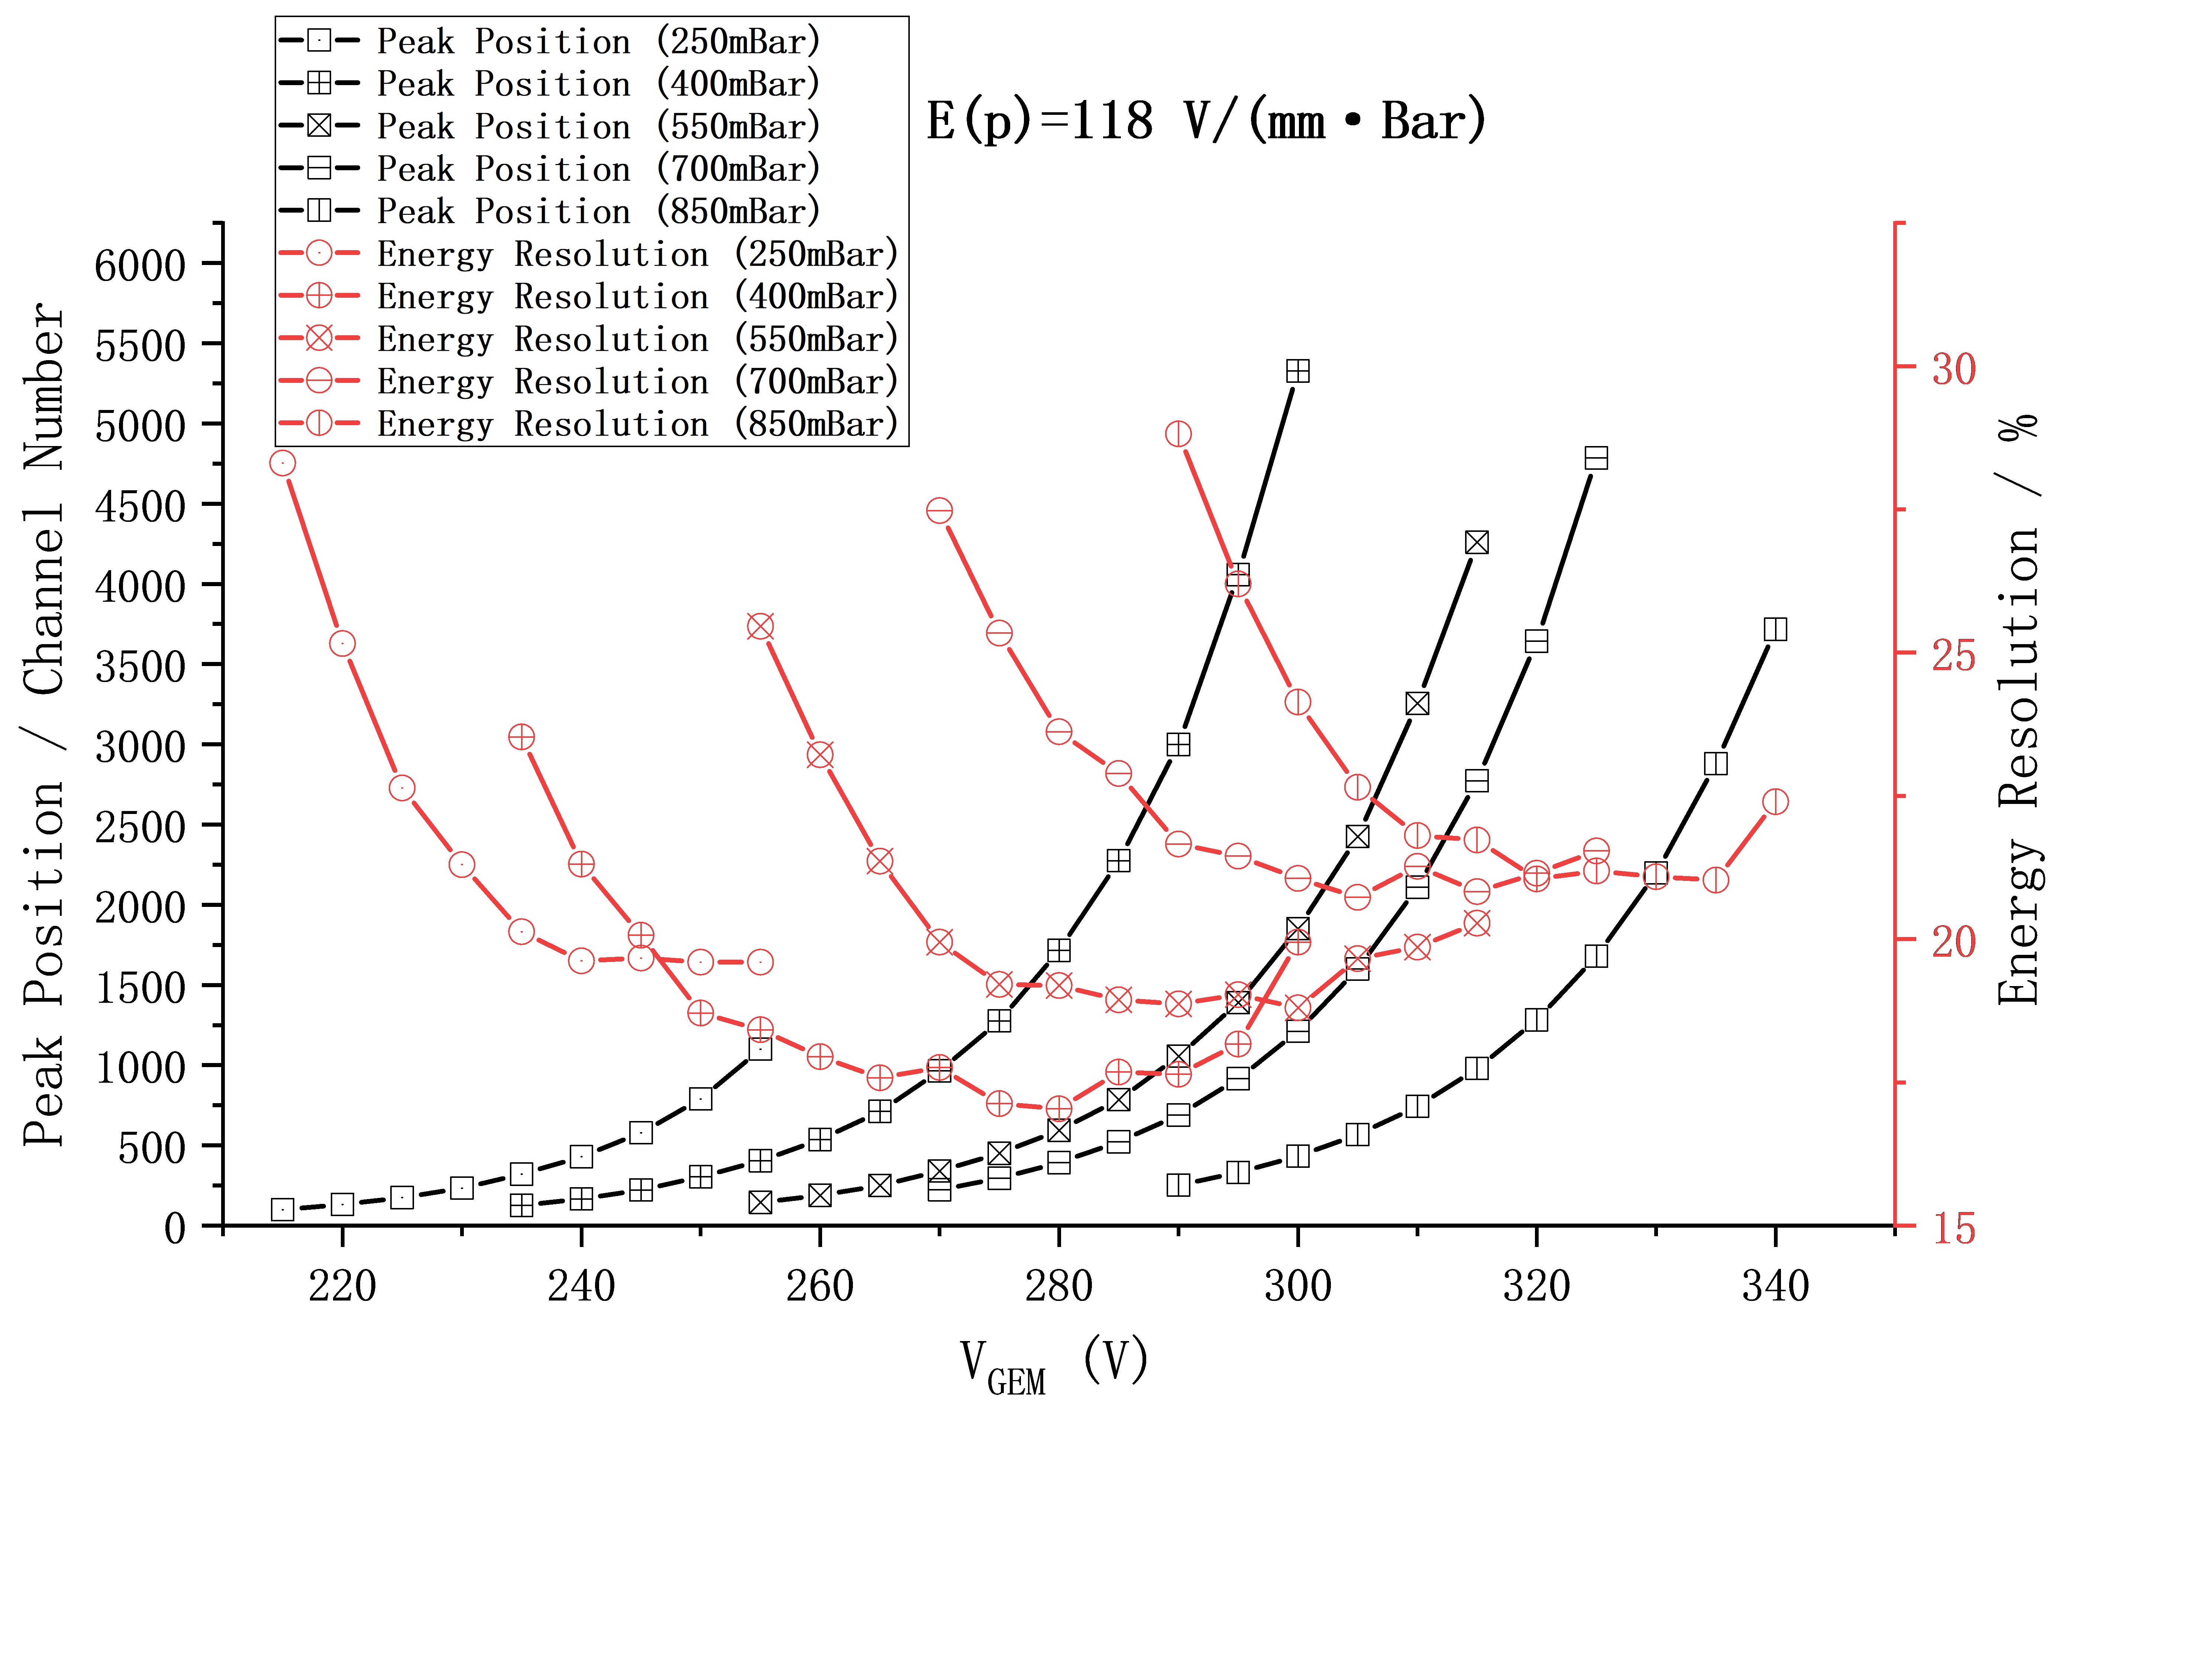 Peak Position (250mBar)
Peak Position (400mBar)
Peak Position (550mBar)
Peak Position (700mBar)
Peak Position (850mBar)
Energy Resolution (250mBar)
Energy Resolution (400mBar)
Energy Resolution (550mBar)
Energy Resolution (700mBar)
Energy Resolution (850mBar)
E(p)=118 V/(mm·Bar)
Peak Position / Channel Number
6000
5500
5000
4500
4000
3500
3000
2500
2000
1500
1000
500
0
30
25
20
15
Energy Resolution / %
220 240 260 280 300 320 340
VGEM (V)